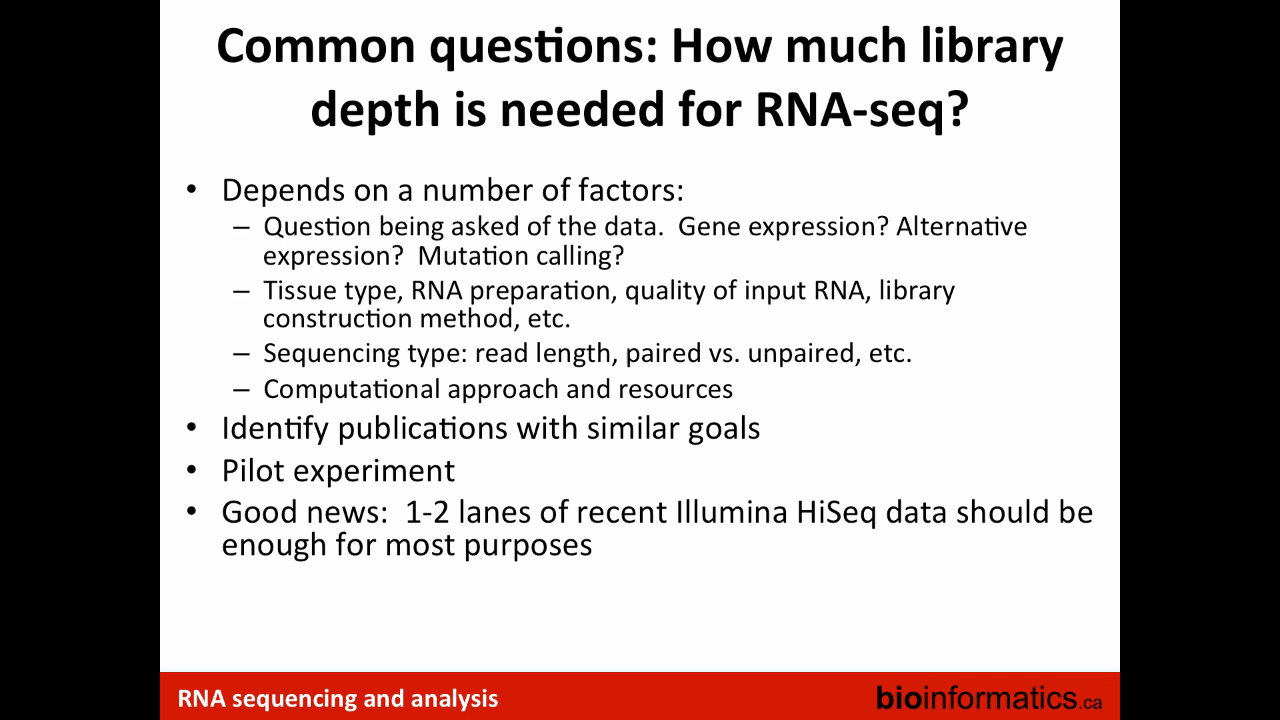 Common questions: How much library
depth is needed for RNA-seq?
• Depends on a number of factors:
– Question being asked of the data.  Gene expression? Alternative
expression?  Mutation calling?
– Tissue type, RNA preparation, quality of input RNA, library
construction method, etc.
– Sequencing type: read length, paired vs. unpaired, etc.
– Computational approach and resources
• Identify publications with similar goals
• Pilot experiment
• Good news:  1-2 lanes of recent Illumina HiSeq data should be
enough for most purposes
RNA sequencing and analysis
bioinformatics.ca